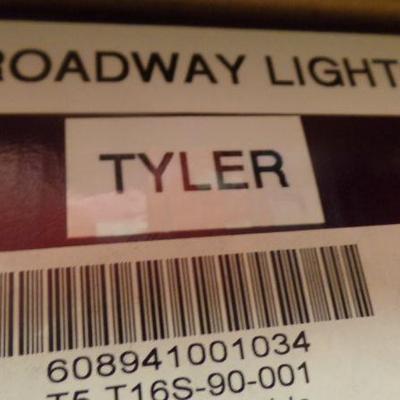 ROADWAY LIGHT
TYLER
608941001034
T5-T16S-90-001